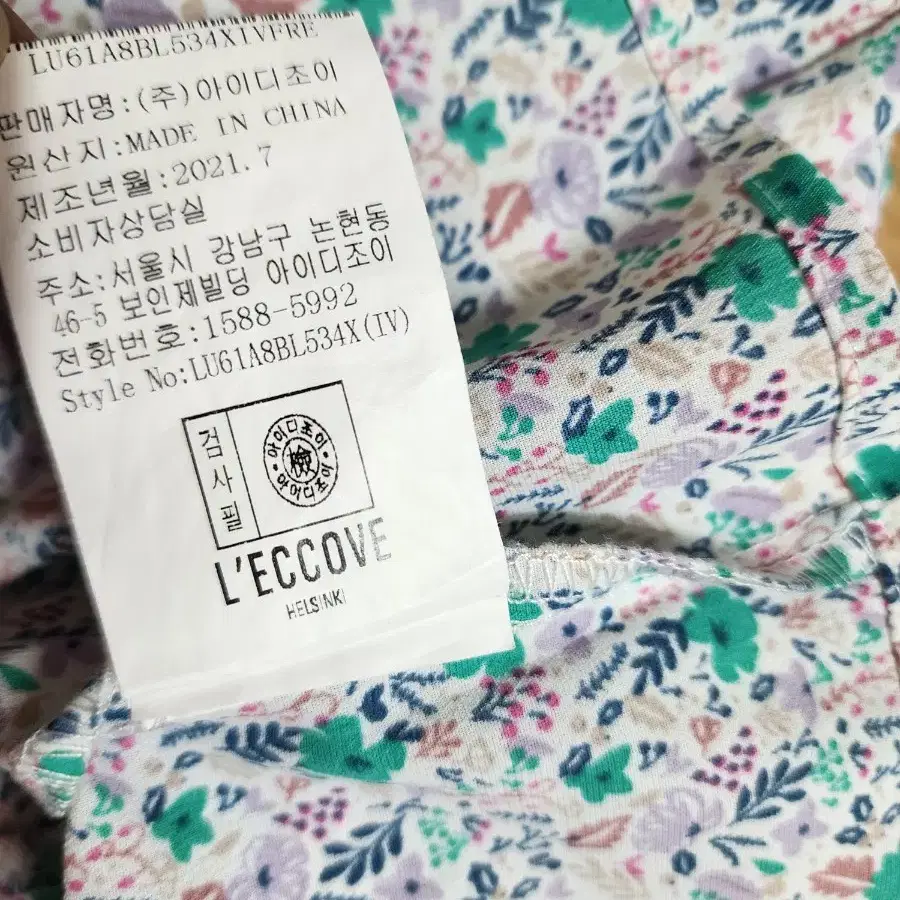 LU61A8BL534XIVFRE
판매자명:(주)아이디조이
원산지:MADE IN CHINA
제조년월:2021.7
소비자상담실
주소:서울시 강남구 논현동
46-5 보인제빌딩 아이디조이
전화번호:1588-5992
Style No:LU61A8BL534X(IV)
검사필
아이디조이
檢
아이디조이
L'ECCOVE
HELSINKI